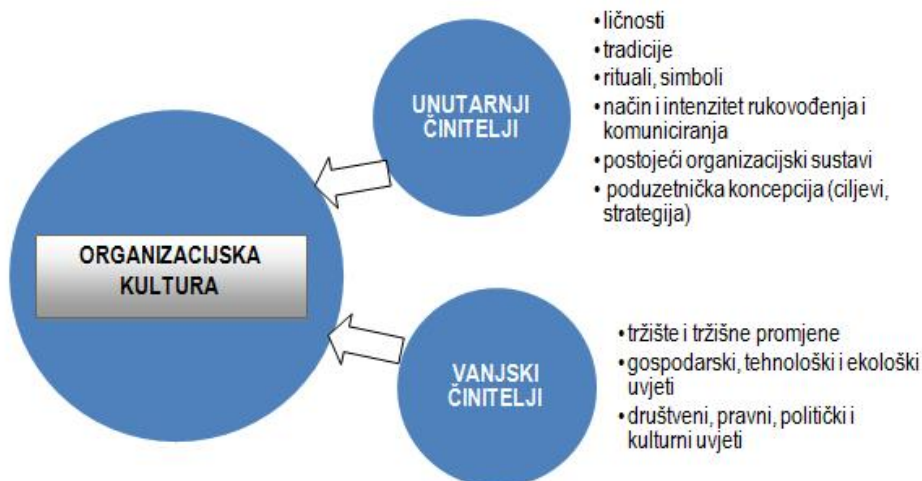 ORGANIZACIJSKA
KULTURA
UNUTARNJI
ČINITELJI
•ličnosti
•tradicije
•rituali, simboli
•način i intenzitet rukovođenja i
komuniciranja
•postojeći organizacijski sustavi
• poduzetnička koncepcija (ciljevi,
strategija)
VANJSKI
ČINITELJI
•tržište i tržišne promjene
•gospodarski, tehnološki i ekološki
uvjeti
•društveni, pravni, politički i
kulturni uvjeti